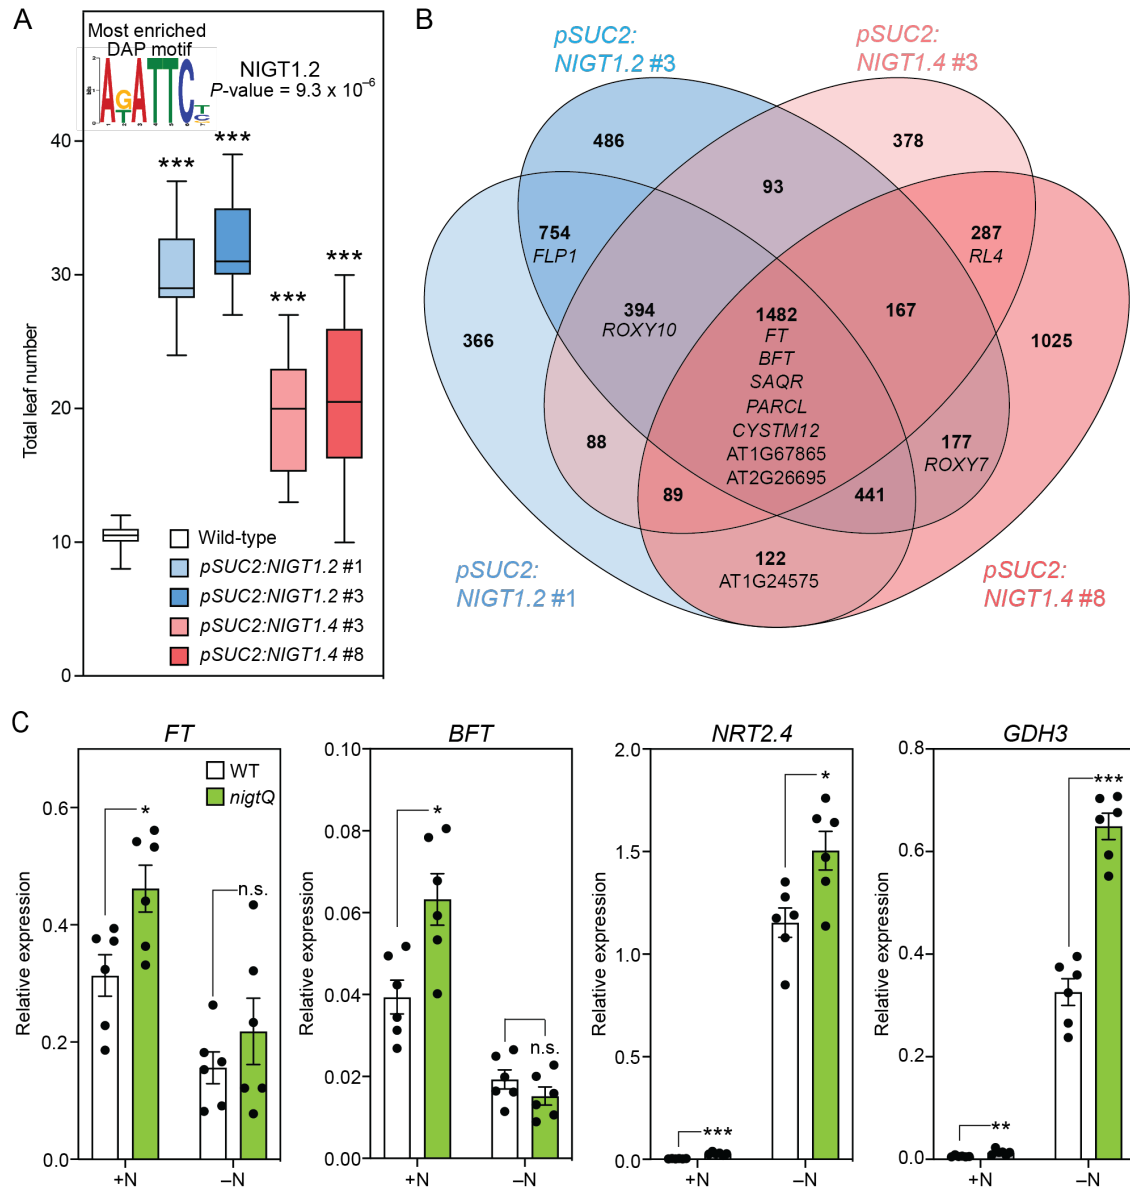 A
Most enriched
DAP motif
NIGT1.2
P-value = 9.3 x 10⁻⁶
Total leaf number
40
30
20
10
0
***
***
***
***
Wild-type
pSUC2:NIGT1.2 #1
pSUC2:NIGT1.2 #3
pSUC2:NIGT1.4 #3
pSUC2:NIGT1.4 #8
B
pSUC2:
NIGT1.2 #3
pSUC2:
NIGT1.4 #3
486
378
93
754
FLP1
287
RL4
394
ROXY10
1482
FT
BFT
SAQR
PARCL
CYSTM12
AT1G67865
AT2G26695
167
366
1025
88
177
ROXY7
89
441
122
AT1G24575
pSUC2:
NIGT1.2 #1
pSUC2:
NIGT1.4 #8
C
FT
Relative expression
0.6
0.4
0.2
0.0
WT
nigtQ
*
n.s.
+N
–N
BFT
Relative expression
0.10
0.08
0.06
0.04
0.02
0.00
*
n.s.
+N
–N
NRT2.4
Relative expression
2.0
1.5
1.0
0.5
0.0
***
*
+N
–N
GDH3
Relative expression
0.8
0.6
0.4
0.2
0.0
**
***
+N
–N